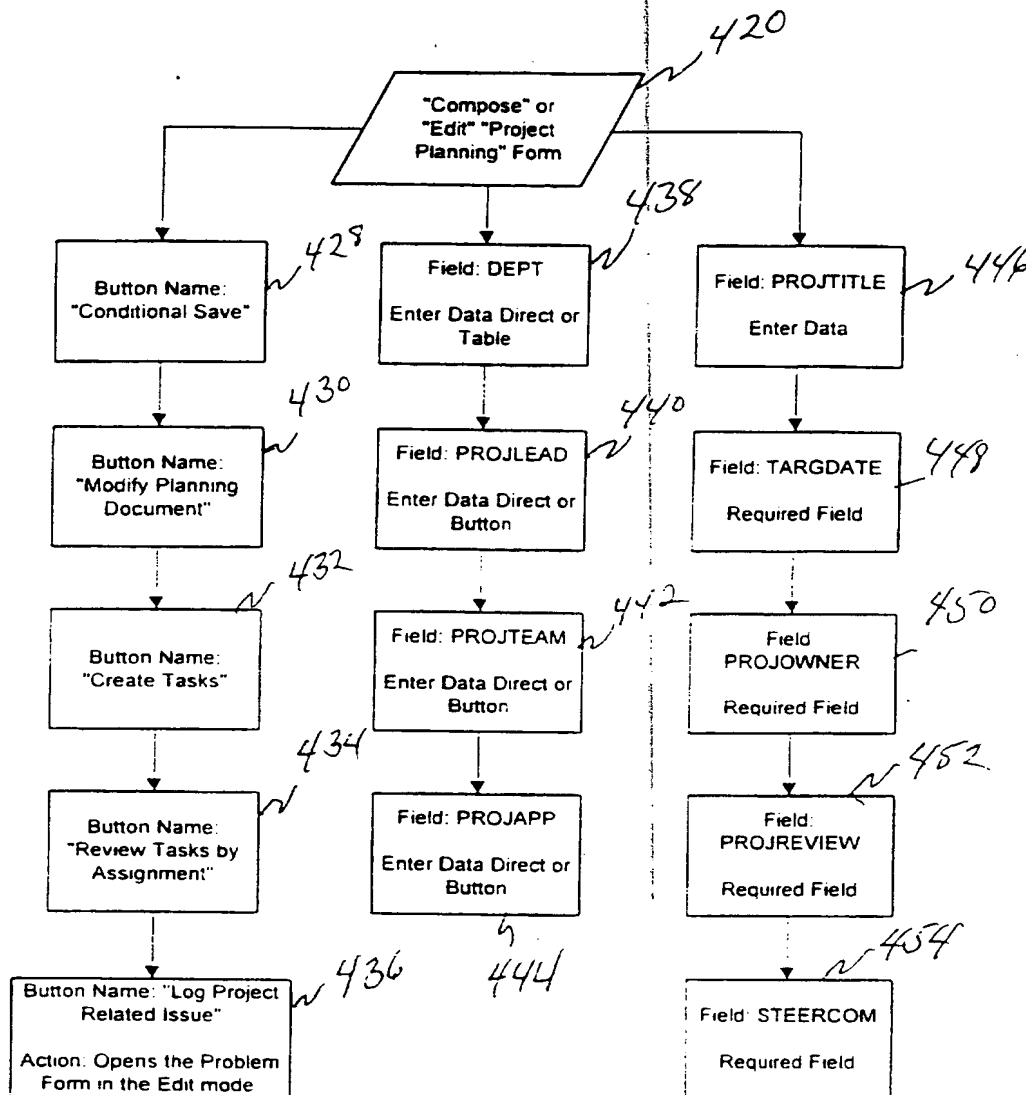 420
"Compose" or
"Edit" "Project
Planning" Form
428
Button Name:
"Conditional Save"
430
Button Name:
"Modify Planning
Document"
432
Button Name:
"Create Tasks"
434
Button Name:
"Review Tasks by
Assignment"
436
Button Name: "Log Project
Related Issue"
Action: Opens the Problem
Form in the Edit mode
438
Field: DEPT
Enter Data Direct or
Table
440
Field: PROJLEAD
Enter Data Direct or
Button
442
Field: PROJTEAM
Enter Data Direct or
Button
Field: PROJAPP
Enter Data Direct or
Button
444
446
Field: PROJTITLE
Enter Data
448
Field: TARGDATE
Required Field
450
Field
PROJOWNER
Required Field
452
Field:
PROJREVIEW
Required Field
454
Field: STEERCOM
Required Field